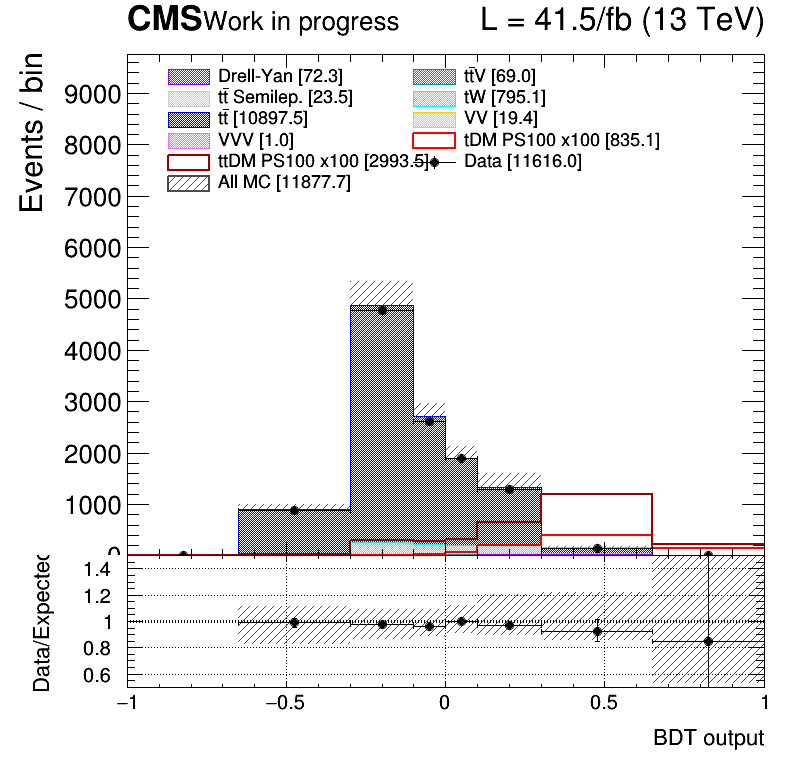 CMS Work in progress L = 41.5/fb (13 TeV)
Events / bin
Drell-Yan [72.3] tt̄V [69.0]
tt̄ Semilep. [23.5] tW [795.1]
tt̄ [10897.5] VV [19.4]
VVV [1.0] tDM PS100 x100 [835.1]
ttDM PS100 x100 [2993.5] Data [11616.0]
All MC [11877.7]
9000
8000
7000
6000
5000
4000
3000
2000
1000
0
Data/Expected
1.4
1.2
1
0.8
0.6
−1 −0.5 0 0.5 1
BDT output